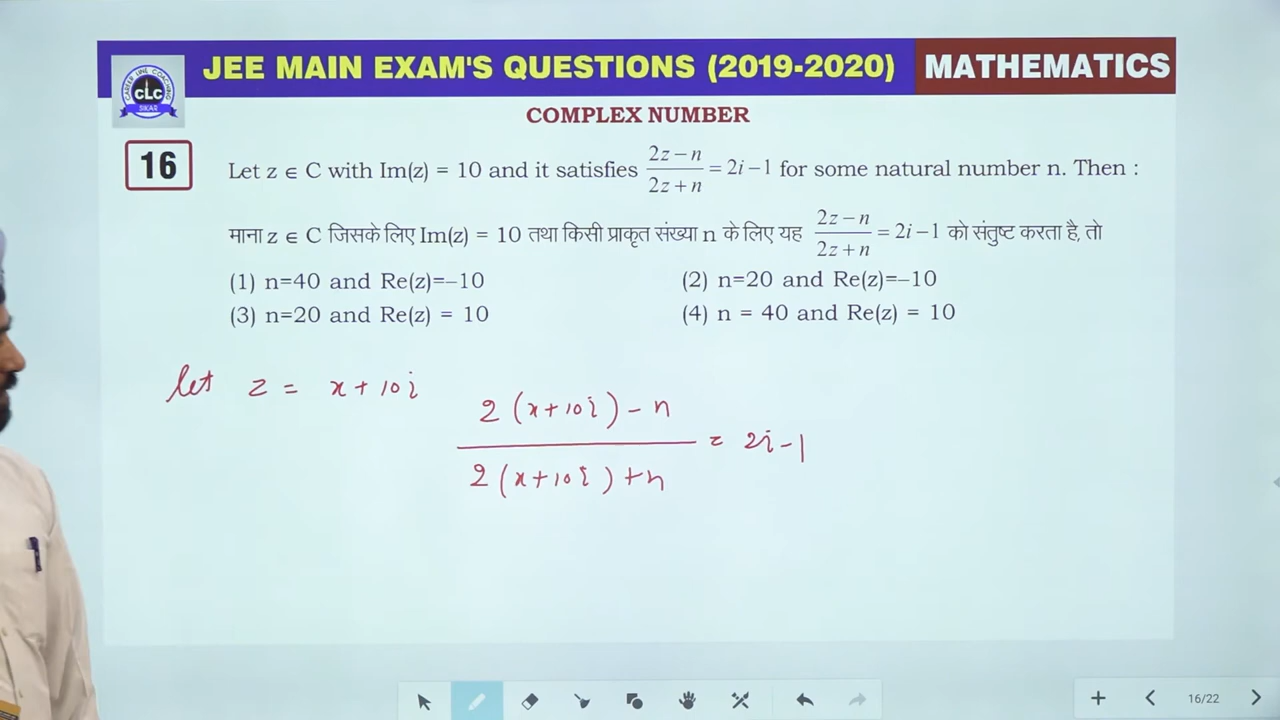 JEE MAIN EXAM'S QUESTIONS (2019-2020) MATHEMATICS
CAREER LINE COACHING
CLC
SIKAR
COMPLEX NUMBER
16
Let z ∈ C with Im(z) = 10 and it satisfies (2z − n)/(2z + n) = 2i − 1 for some natural number n. Then :
माना z ∈ C जिसके लिए Im(z) = 10 तथा किसी प्राकृत संख्या n के लिए यह (2z − n)/(2z + n) = 2i − 1 को संतुष्ट करता है, तो
(1) n=40 and Re(z)=–10 (2) n=20 and Re(z)=–10
(3) n=20 and Re(z) = 10 (4) n = 40 and Re(z) = 10
let z = x + 10i
(2(x+10i) − n)/(2(x+10i) + n) = 2i − 1
16/22